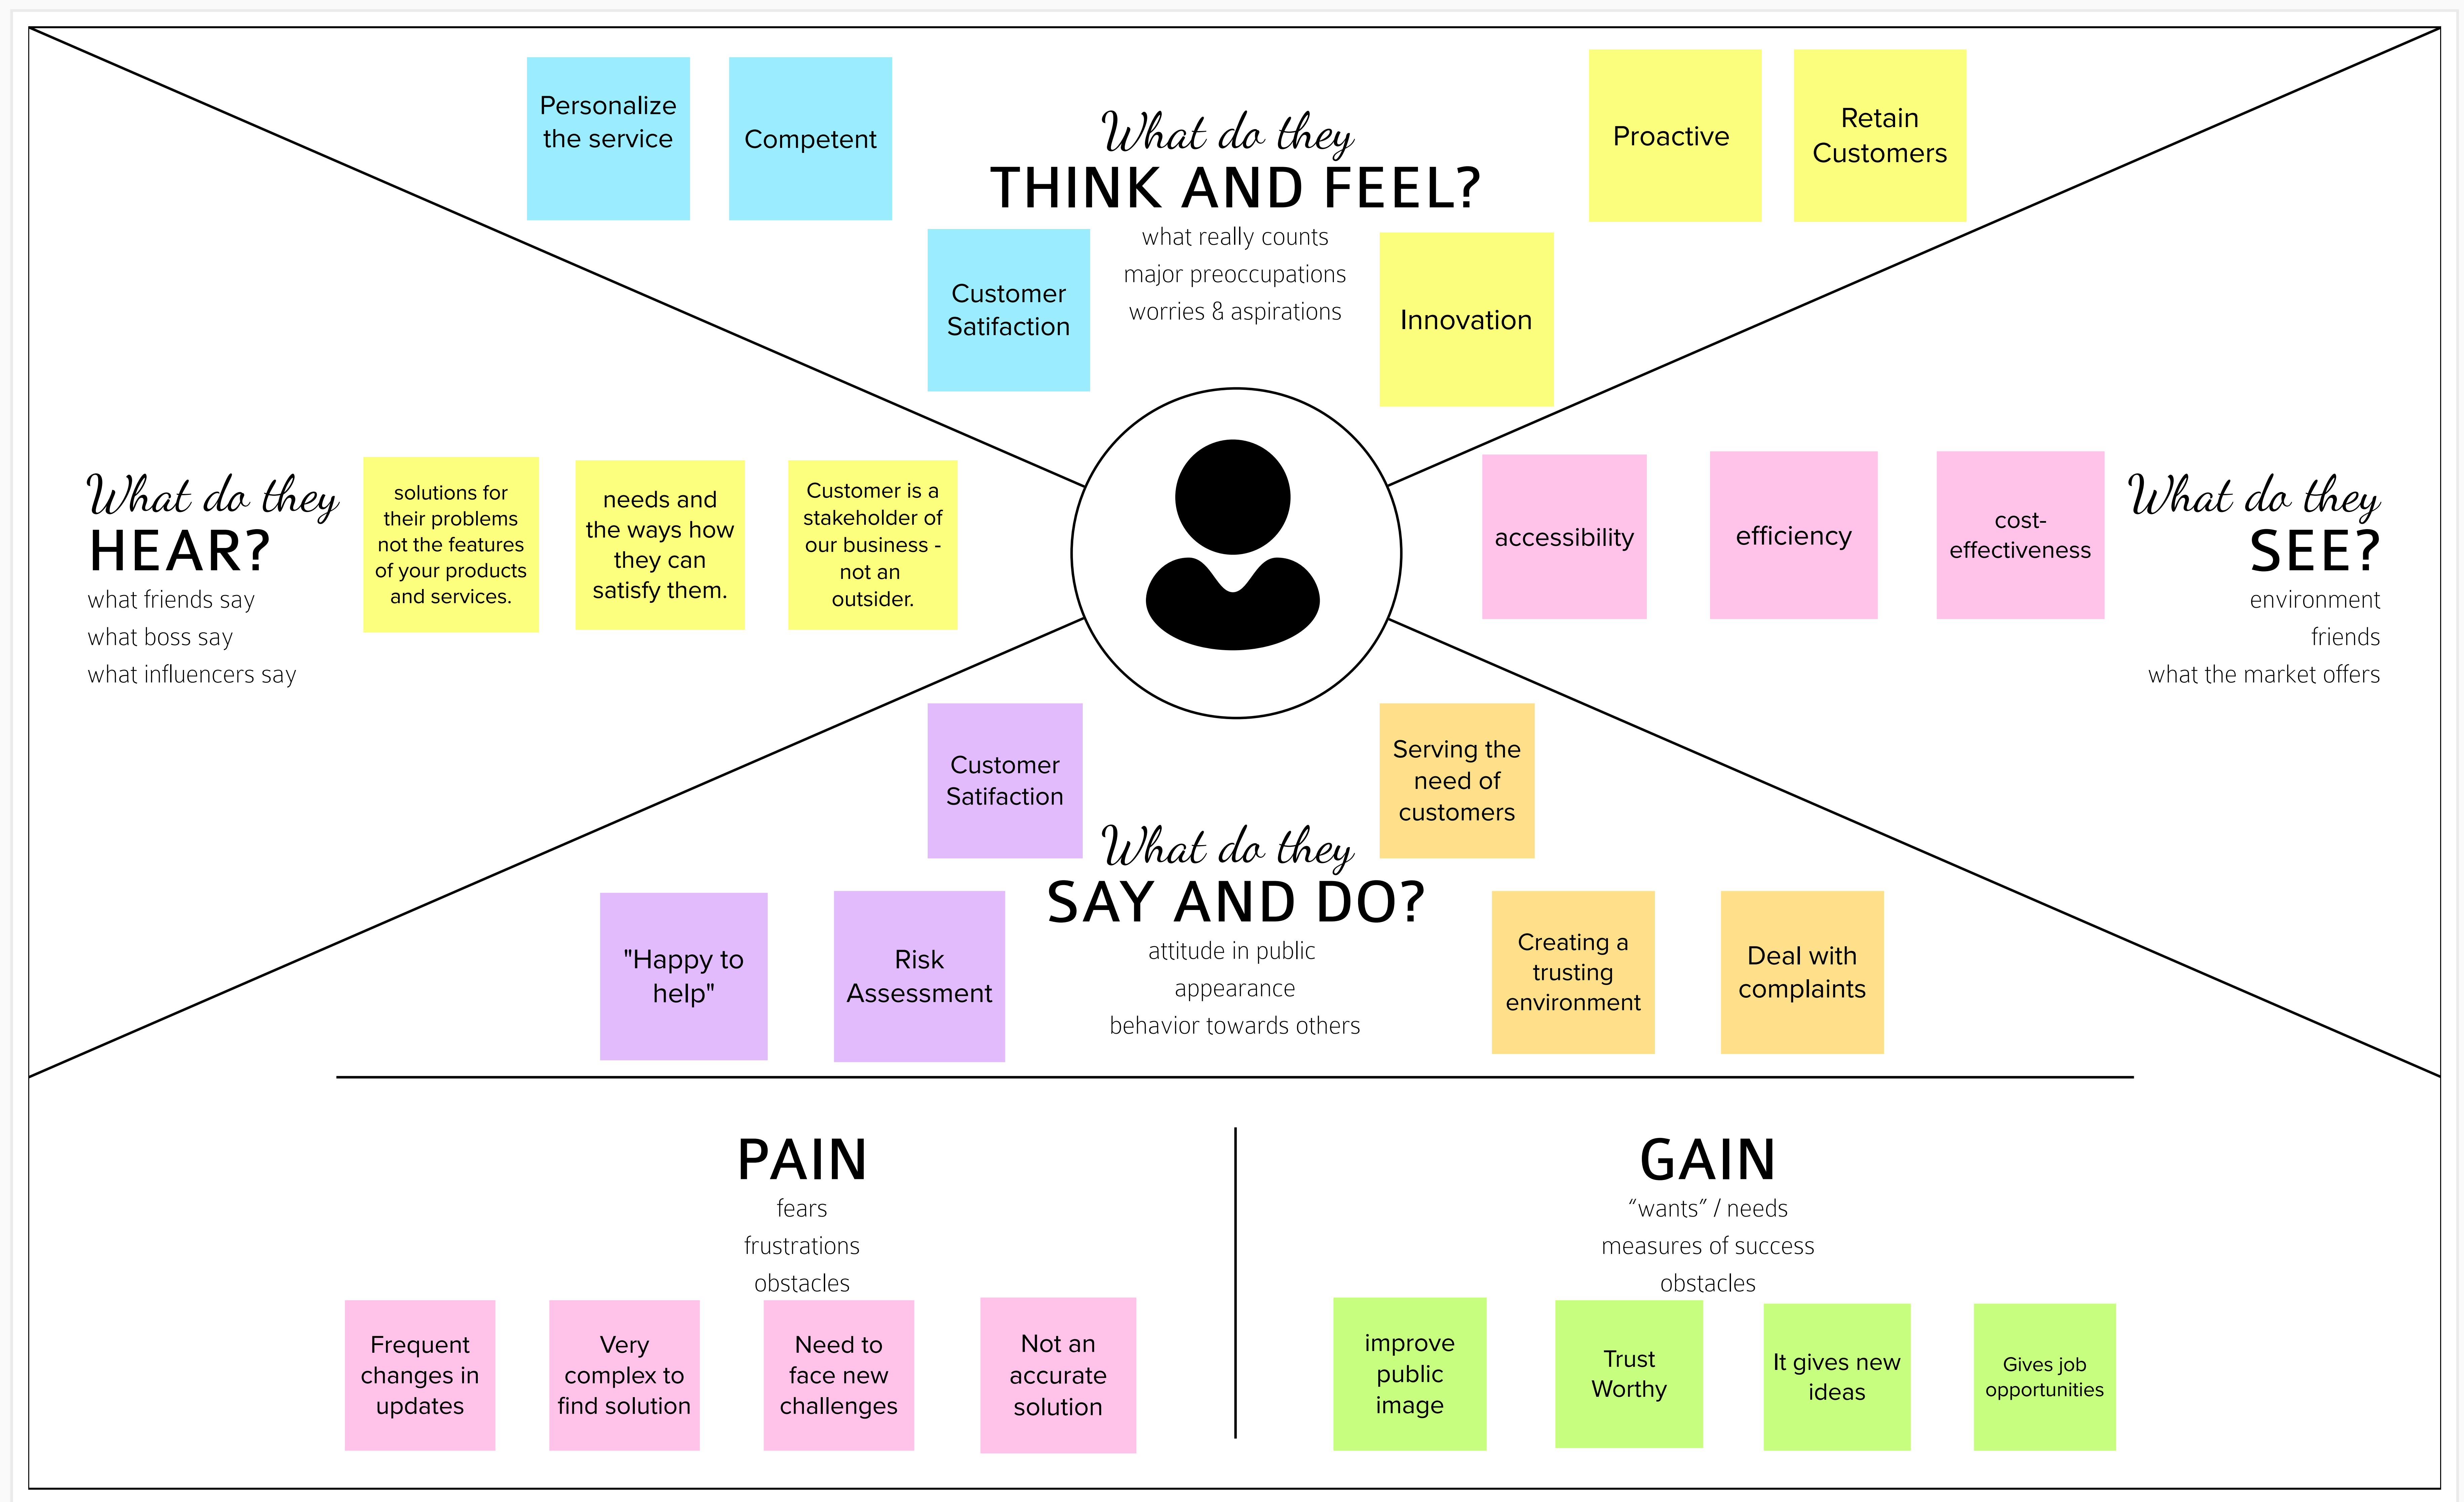 Personalize
the service
Competent
What do they
THINK AND FEEL?
what really counts
major preoccupations
worries & aspirations
Customer
Satifaction
Proactive
Retain
Customers
Innovation
What do they
HEAR?
what friends say
what boss say
what influencers say
solutions for
their problems
not the features
of your products
and services.
needs and
the ways how
they can
satisfy them.
Customer is a
stakeholder of
our business -
not an
outsider.
accessibility
efficiency
cost-
effectiveness
What do they
SEE?
environment
friends
what the market offers
Customer
Satifaction
Serving the
need of
customers
What do they
SAY AND DO?
attitude in public
appearance
behavior towards others
"Happy to
help"
Risk
Assessment
Creating a
trusting
environment
Deal with
complaints
PAIN
fears
frustrations
obstacles
Frequent
changes in
updates
Very
complex to
find solution
Need to
face new
challenges
Not an
accurate
solution
GAIN
“wants” / needs
measures of success
obstacles
improve
public
image
Trust
Worthy
It gives new
ideas
Gives job
opportunities